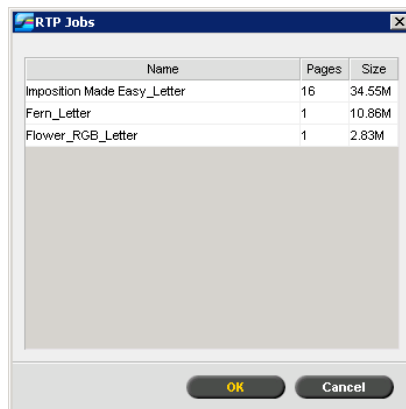 RTP Jobs
Name Pages Size
Imposition Made Easy_Letter 16 34.55M
Fern_Letter 1 10.86M
Flower_RGB_Letter 1 2.83M
OK Cancel